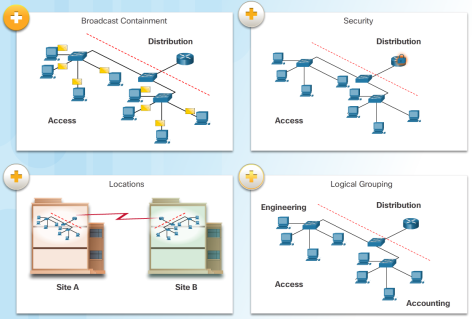 Broadcast Containment
Distribution
Access
Security
Distribution
Access
Locations
Site A
Site B
Logical Grouping
Engineering
Distribution
Access
Accounting